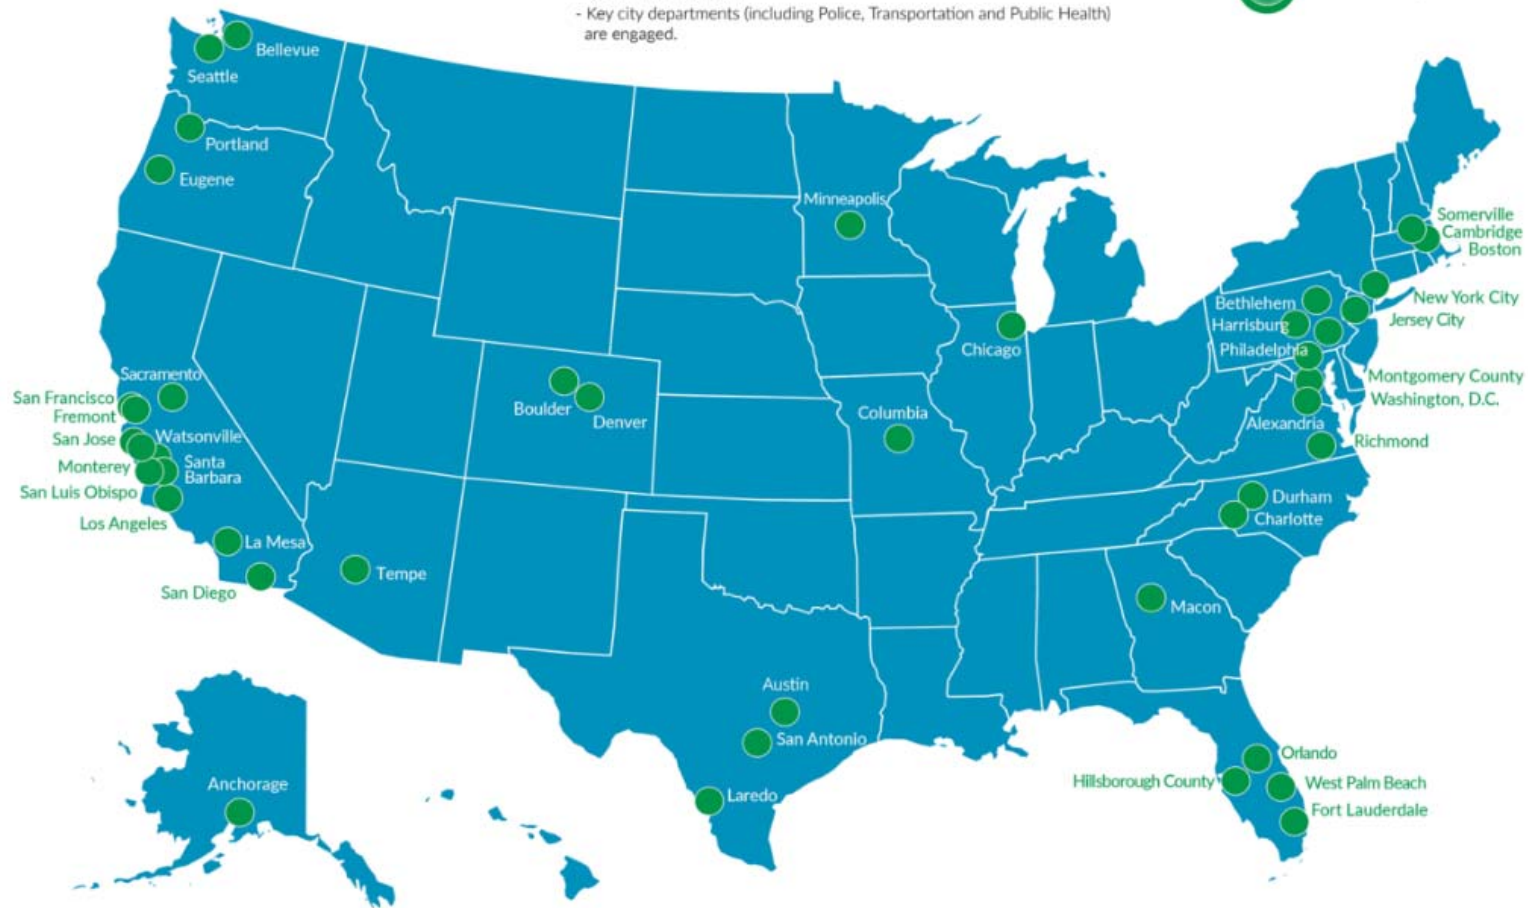 - Key city departments (including Police, Transportation and Public Health)
are engaged.
Bellevue
Seattle
Portland
Eugene
Minneapolis
Somerville
Cambridge
Boston
Bethlehem
New York City
Harrisburg
Jersey City
Chicago
Philadelphia
Sacramento
Montgomery County
San Francisco
Washington, D.C.
Fremont
Boulder
Denver
Columbia
Alexandria
San Jose
Watsonville
Richmond
Monterey
Santa
Barbara
San Luis Obispo
Los Angeles
Durham
Charlotte
La Mesa
Tempe
San Diego
Macon
Austin
San Antonio
Orlando
Hillsborough County
West Palm Beach
Anchorage
Laredo
Fort Lauderdale